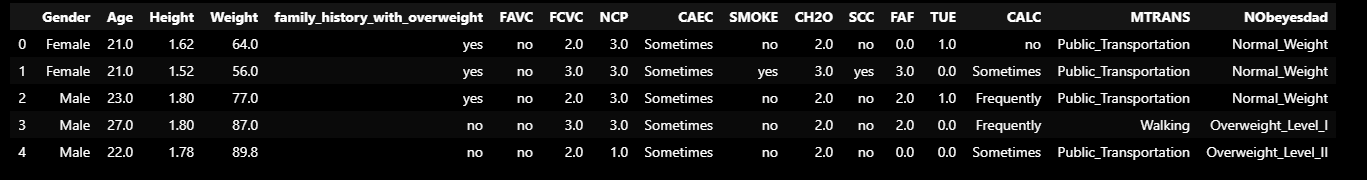 Gender Age Height Weight family_history_with_overweight FAVC FCVC NCP CAEC SMOKE CH2O SCC FAF TUE CALC MTRANS NObeyesdad
0 Female 21.0 1.62 64.0 yes no 2.0 3.0 Sometimes no 2.0 no 0.0 1.0 no Public_Transportation Normal_Weight
1 Female 21.0 1.52 56.0 yes no 3.0 3.0 Sometimes yes 3.0 yes 3.0 0.0 Sometimes Public_Transportation Normal_Weight
2 Male 23.0 1.80 77.0 yes no 2.0 3.0 Sometimes no 2.0 no 2.0 1.0 Frequently Public_Transportation Normal_Weight
3 Male 27.0 1.80 87.0 no no 3.0 3.0 Sometimes no 2.0 no 2.0 0.0 Frequently Walking Overweight_Level_I
4 Male 22.0 1.78 89.8 no no 2.0 1.0 Sometimes no 2.0 no 0.0 0.0 Sometimes Public_Transportation Overweight_Level_II